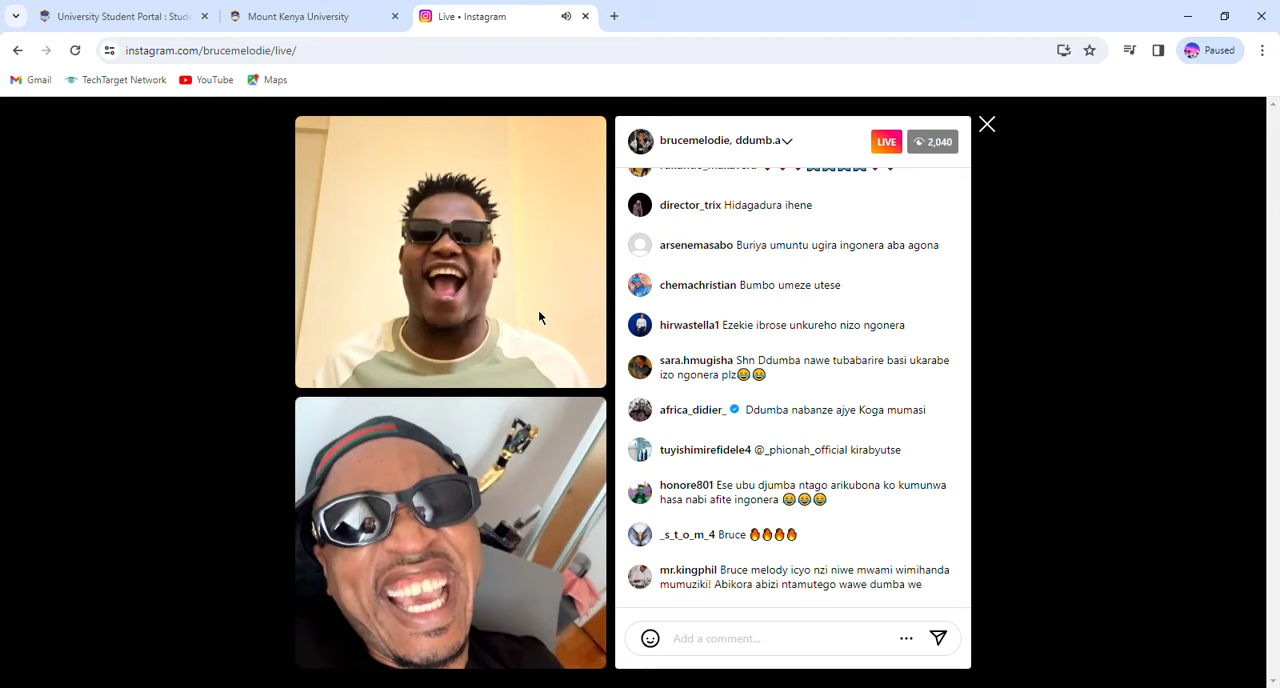 University Student Portal : Stude
Mount Kenya University
Live • Instagram
instagram.com/brucemelodie/live/
Paused
Gmail
TechTarget Network
YouTube
Maps
brucemelodie, ddumb.a
LIVE
2,040
director_trix Hidagadura ihene
arsenemasabo Buriya umuntu ugira ingonera aba agona
chemachristian Bumbo umeze utese
hirwastella1 Ezekie ibrose unkureho nizo ngonera
sara.hmugisha Shn Ddumba nawe tubabarire basi ukarabe
izo ngonera plz😂😂
africa_didier_ Ddumba nabanze ajye Koga mumasi
tuyishimirefidele4 @_phionah_official kirabyutse
honore801 Ese ubu djumba ntago arikubona ko kumunwa
hasa nabi afite ingonera 😂😂😂
_s_t_o_m_4 Bruce 🔥🔥🔥🔥
mr.kingphil Bruce melody icyo nzi niwe mwami wimihanda
mumuziki! Abikora abizi ntamutego wawe dumba we
Add a comment...